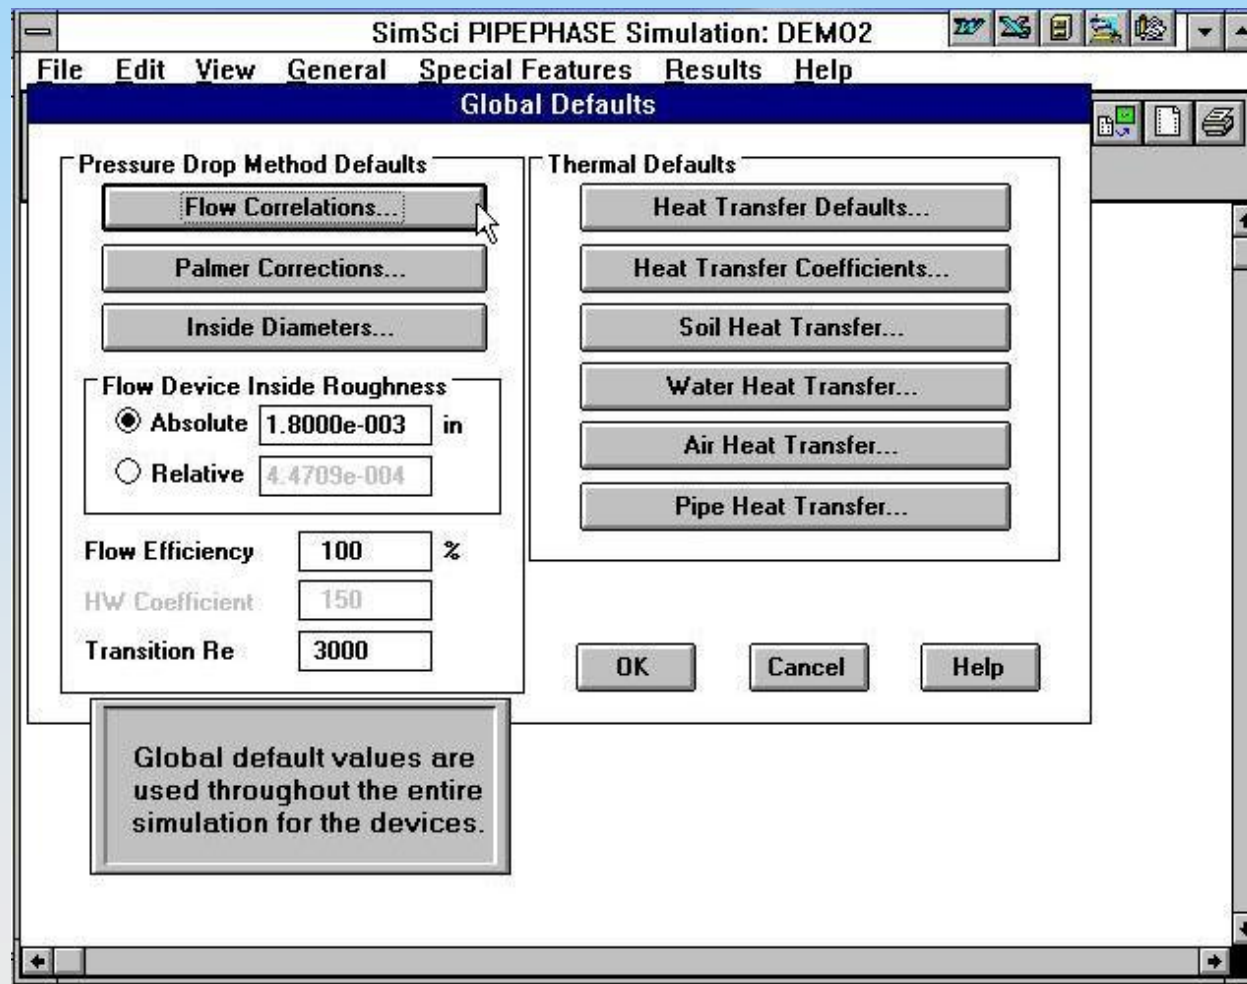 SimSci PIPEPHASE Simulation: DEMO2
File Edit View General Special Features Results Help
Global Defaults
Pressure Drop Method Defaults
Flow Correlations...
Palmer Corrections...
Inside Diameters...
Flow Device Inside Roughness
Absolute 1.8000e-003 in
Relative 4.4709e-004
Flow Efficiency 100 %
HW Coefficient 150
Transition Re 3000
Thermal Defaults
Heat Transfer Defaults...
Heat Transfer Coefficients...
Soil Heat Transfer...
Water Heat Transfer...
Air Heat Transfer...
Pipe Heat Transfer...
OK Cancel Help
Global default values are
used throughout the entire
simulation for the devices.